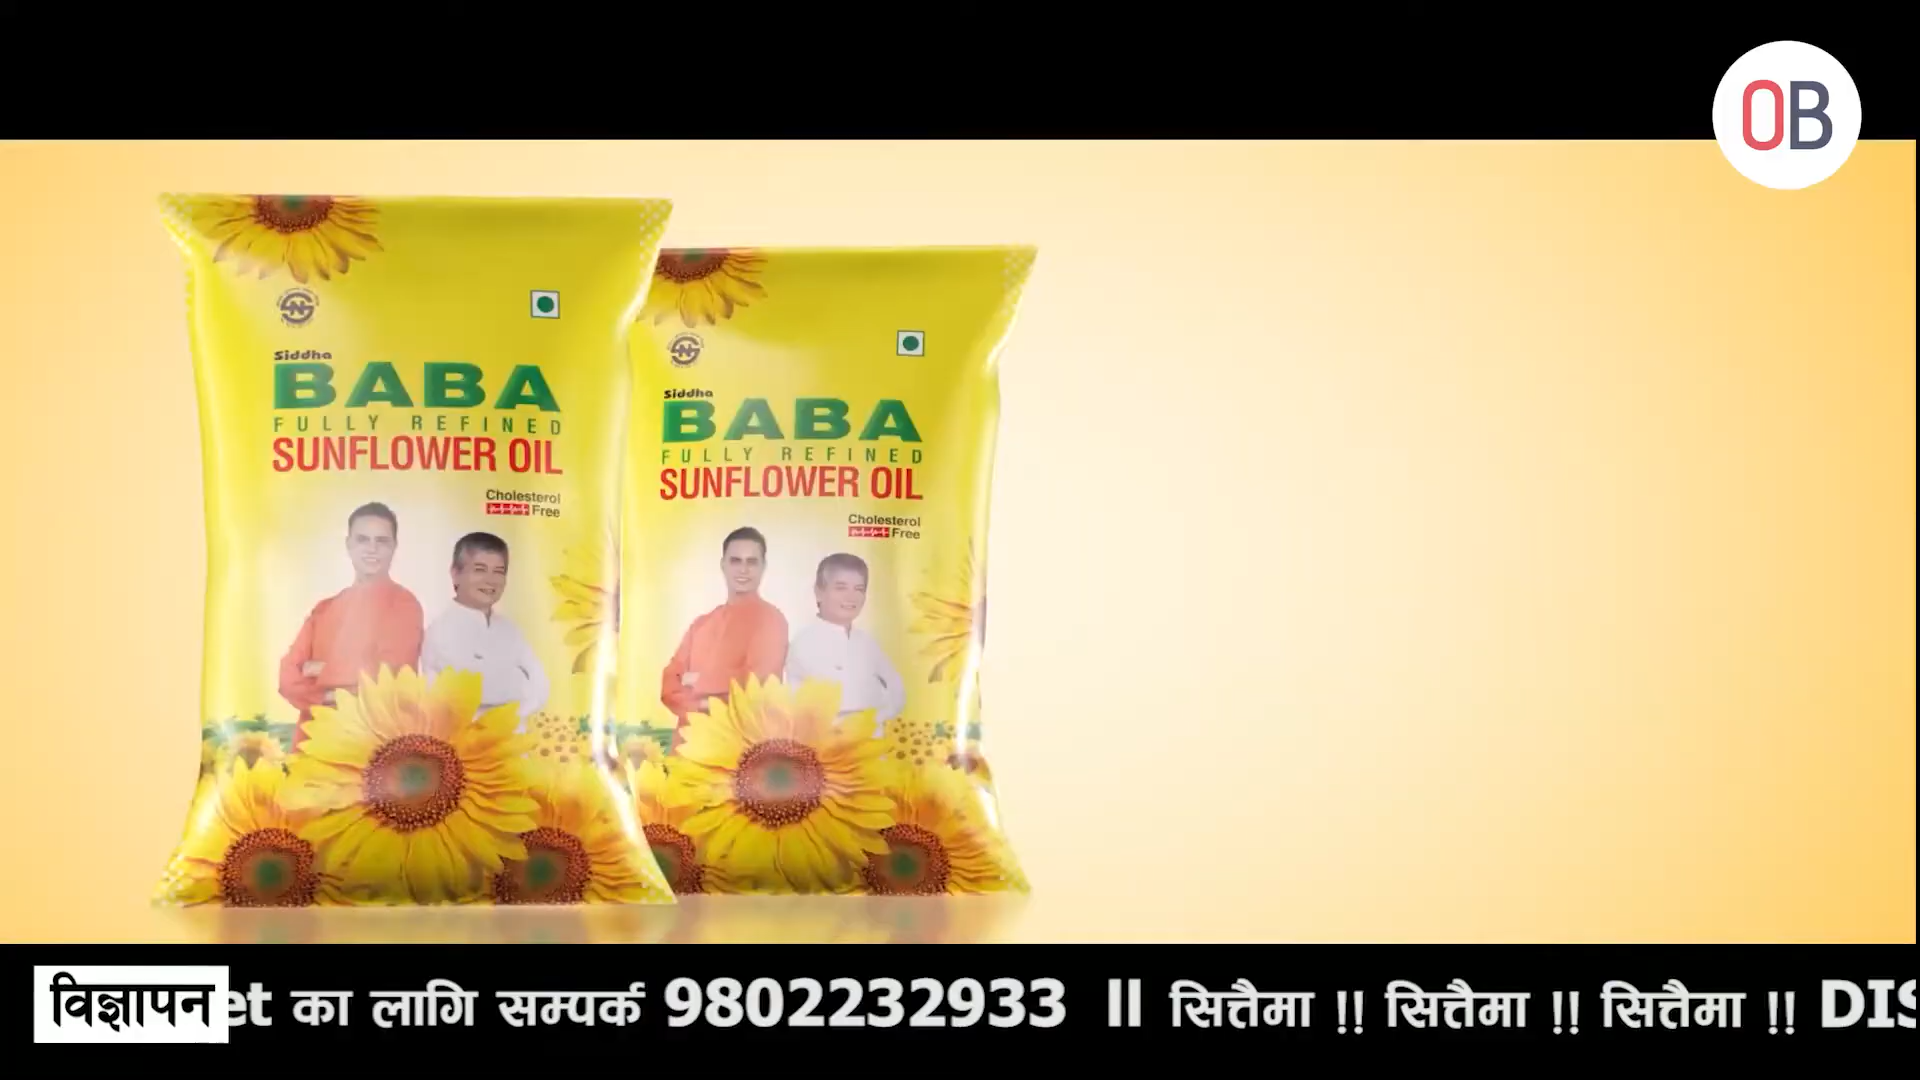 OB
Siddha
BABA
FULLY REFINED
SUNFLOWER OIL
Cholesterol
Free
Siddha
BABA
FULLY REFINED
SUNFLOWER OIL
Cholesterol
Free
विज्ञापन
et का लागि सम्पर्क 9802232933 || सित्तैमा !! सित्तैमा !! सित्तैमा !! DIS